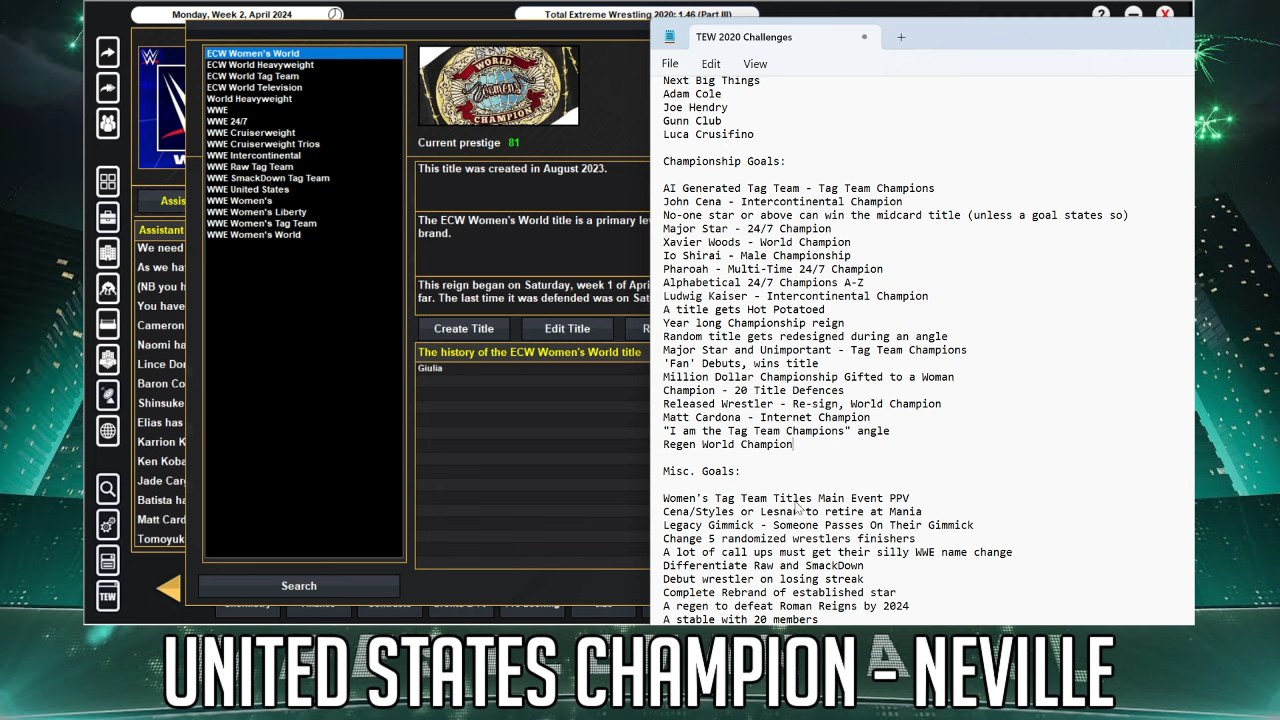 Monday, Week 2, April 2024
Total Extreme Wrestling 2020: 1.46 (Part III)
?
X
W
Assis
Assistant
We need
As we ha
(NB you h
You have
Cameron
Naomi ha
Lince Dor
Baron Co
Shinsuke
Elias has
Karrion K
Ken Koba
Jade Carg
Batista ha
Matt Card
Tomoyuk
TEW
ECW Women's World
ECW World Heavyweight
ECW World Tag Team
ECW World Television
World Heavyweight
WWE
WWE 24/7
WWE Cruiserweight
WWE Cruiserweight Trios
WWE Intercontinental
WWE Raw Tag Team
WWE SmackDown Tag Team
WWE United States
WWE Women's
WWE Women's Liberty
WWE Women's Tag Team
WWE Women's World
Search
WORLD
Women's
CHAMPION
Current prestige 81
This title was created in August 2023.
The ECW Women's World title is a primary le
brand.
This reign began on Saturday, week 1 of Apri
far. The last time it was defended was on Sat
Create Title
Edit Title
R
The history of the ECW Women's World title
Giulia
TEW 2020 Challenges
File
Edit
View
Next Big Things
Adam Cole
Joe Hendry
Gunn Club
Luca Crusifino
Championship Goals:
AI Generated Tag Team - Tag Team Champions
John Cena - Intercontinental Champion
No-one star or above can win the midcard title (unless a goal states so)
Major Star - 24/7 Champion
Xavier Woods - World Champion
Io Shirai - Male Championship
Pharoah - Multi-Time 24/7 Champion
Alphabetical 24/7 Champions A-Z
Ludwig Kaiser - Intercontinental Champion
A title gets Hot Potatoed
Year long Championship reign
Random title gets redesigned during an angle
Major Star and Unimportant - Tag Team Champions
'Fan' Debuts, wins title
Million Dollar Championship Gifted to a Woman
Champion - 20 Title Defences
Released Wrestler - Re-sign, World Champion
Matt Cardona - Internet Champion
"I am the Tag Team Champions" angle
Regen World Champion
Misc. Goals:
Women's Tag Team Titles Main Event PPV
Cena/Styles or Lesnar to retire at Mania
Legacy Gimmick - Someone Passes On Their Gimmick
Change 5 randomized wrestlers finishers
A lot of call ups must get their silly WWE name change
Differentiate Raw and SmackDown
Debut wrestler on losing streak
Complete Rebrand of established star
A regen to defeat Roman Reigns by 2024
A stable with 20 members
UNITED STATES CHAMPION - NEVILLE